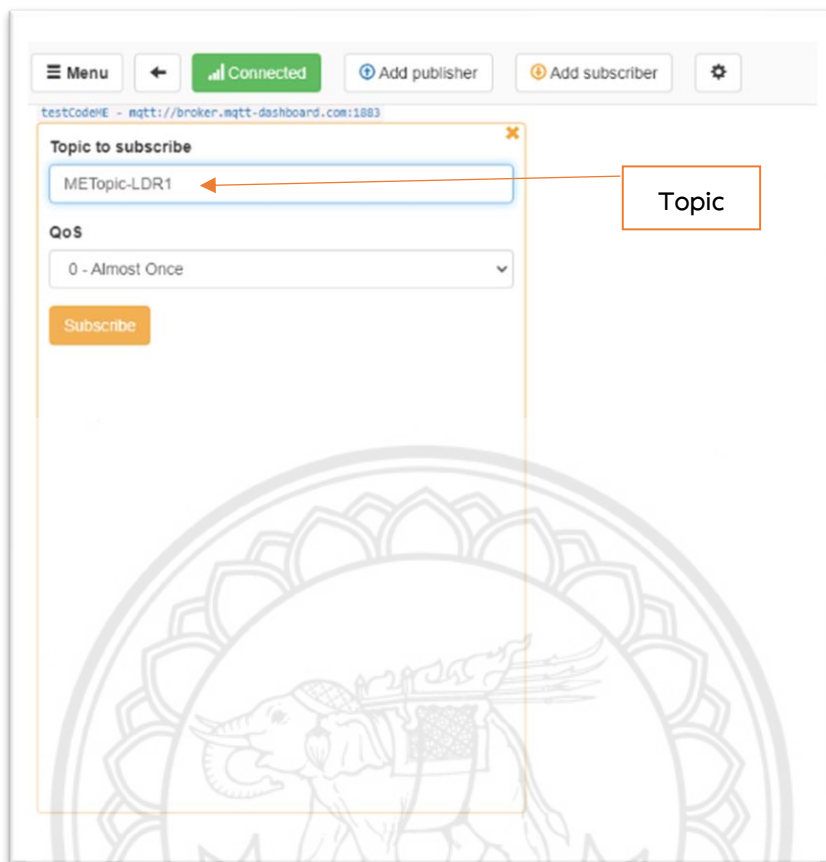 Menu
Connected
Add publisher
Add subscriber
testCodeME - mqtt://broker.mqtt-dashboard.com:1883
Topic to subscribe
METopic-LDR1
Topic
QoS
0 - Almost Once
Subscribe